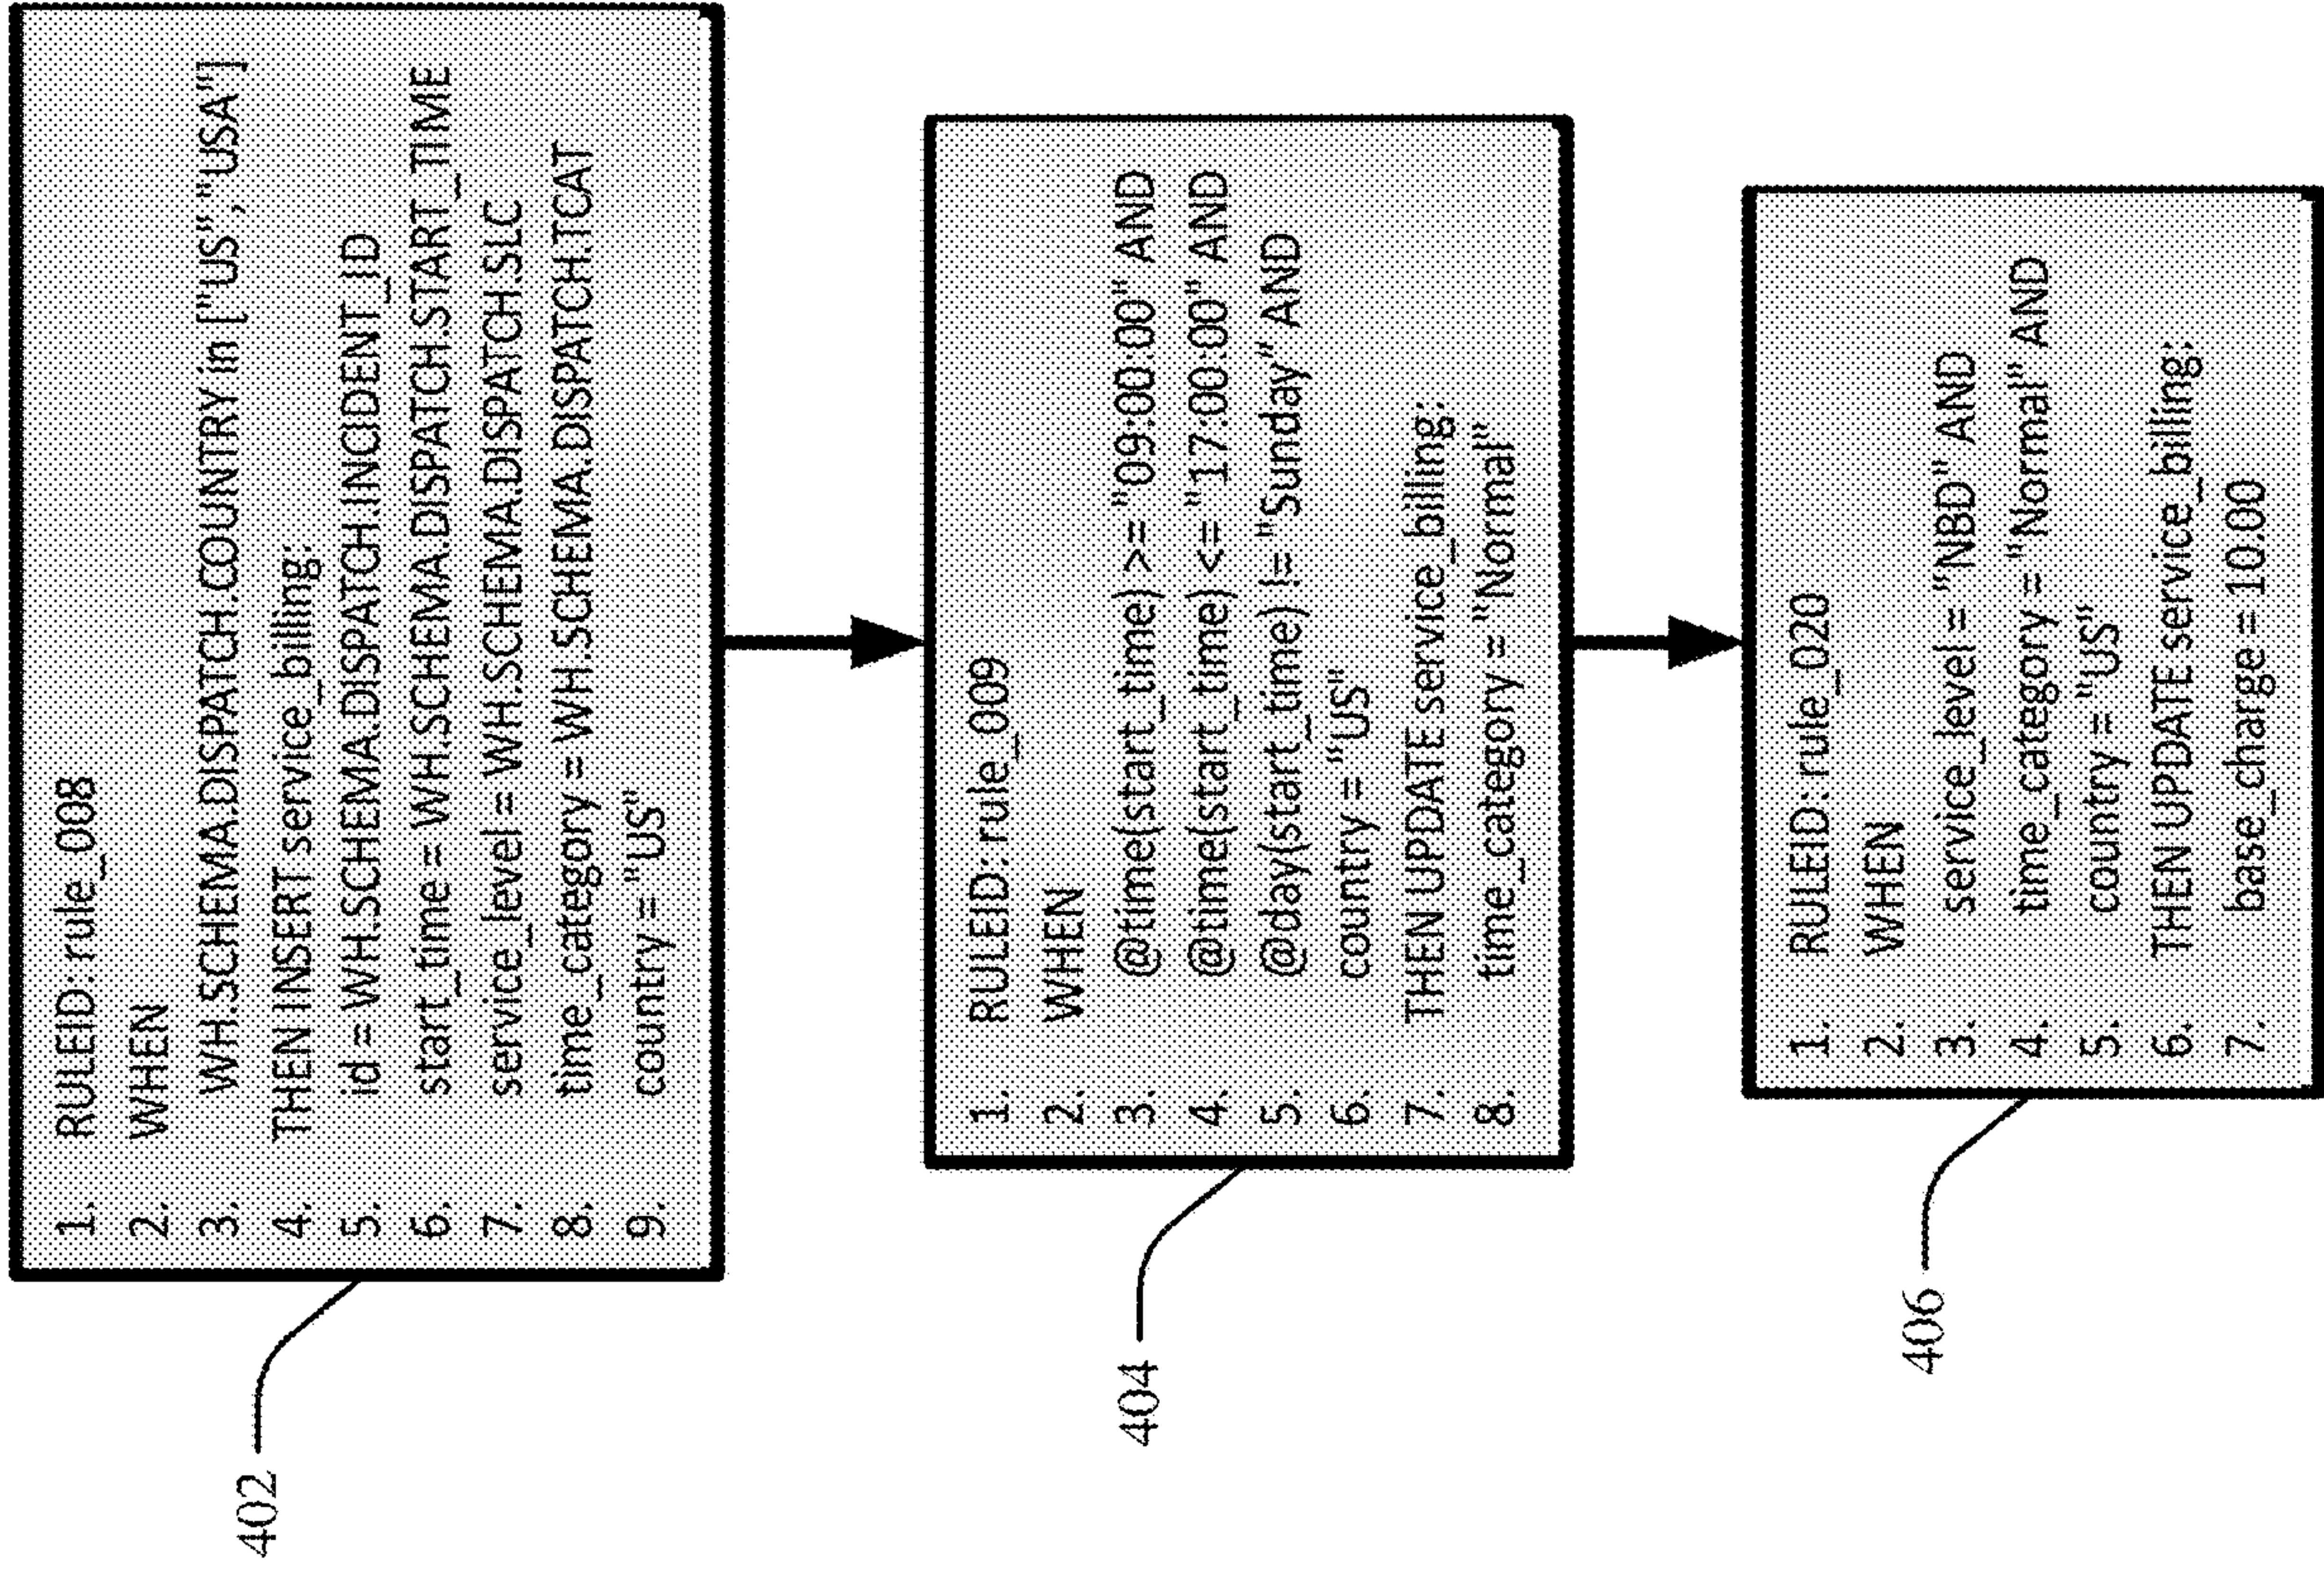 1. RULEID: rule_008
2. WHEN
3. WH.SCHEMA.DISPATCH.COUNTRY in ["US","USA"]
4. THEN INSERT service_billing:
5. id = WH.SCHEMA.DISPATCH.INCIDENT_ID
6. start_time = WH.SCHEMA.DISPATCH.START_TIME
7. service_level = WH.SCHEMA.DISPATCH.SLC
8. time_category = WH.SCHEMA.DISPATCH.TCAT
9. country = "US"
402
1. RULEID: rule_009
2. WHEN
3. @time(start_time) >= "09:00:00" AND
4. @time(start_time) <= "17:00:00" AND
5. @day(start_time) != "Sunday" AND
6. country = "US"
7. THEN UPDATE service_billing:
8. time_category = "Normal"
404
1. RULEID: rule_020
2. WHEN
3. service_level = "NBD" AND
4. time_category = "Normal" AND
5. country = "US"
6. THEN UPDATE service_billing:
7. base_charge = 10.00
406